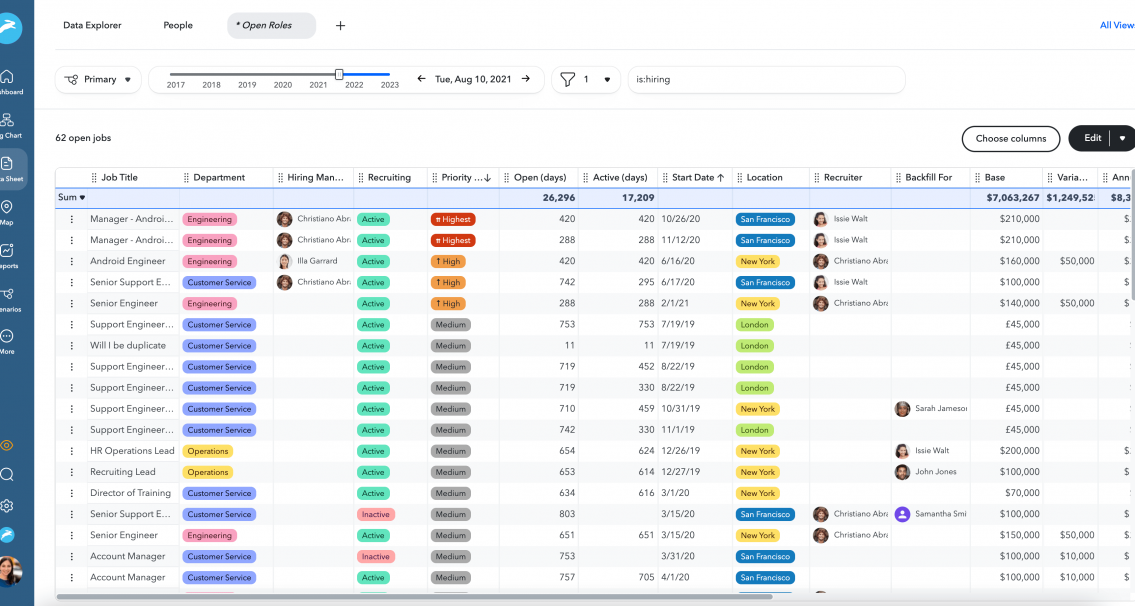 Data Explorer People * Open Roles + All View
Primary 2017 2018 2019 2020 2021 2022 2023 Tue, Aug 10, 2021 1 is:hiring
62 open jobs Choose columns Edit
Job Title Department Hiring Man... Recruiting Priority ... Open (days) Active (days) Start Date Location Recruiter Backfill For Base Varia... Ann
Sum 26,296 17,209 $7,063,267 $1,249,52 $8,3
Manager - Androi... Engineering Christiano Abr Active Highest 420 420 10/26/20 San Francisco Issie Walt $210,000
Manager - Androi... Engineering Christiano Abr Active Highest 288 288 11/12/20 San Francisco Issie Walt $210,000
Android Engineer Engineering Illa Garrard Active High 420 420 6/16/20 New York Christiano Abr $160,000 $50,000 $
Senior Support E... Customer Service Christiano Abr Active High 742 295 6/17/20 San Francisco Issie Walt $100,000 $
Senior Engineer Engineering Active High 288 288 2/1/21 New York Christiano Abr $140,000 $50,000 $
Support Engineer... Customer Service Active Medium 753 753 7/19/19 London £45,000
Will I be duplicate Customer Service Active Medium 11 11 7/19/19 London £45,000
Support Engineer... Customer Service Active Medium 719 452 8/22/19 London £45,000
Support Engineer... Customer Service Active Medium 719 330 8/22/19 London £45,000
Support Engineer... Customer Service Active Medium 710 459 10/31/19 New York Sarah Jameson £45,000
Support Engineer... Customer Service Active Medium 742 330 11/1/19 London £45,000
HR Operations Lead Operations Active Medium 654 624 12/26/19 New York Issie Walt $200,000 $
Recruiting Lead Operations Active Medium 653 614 12/27/19 New York John Jones $100,000 $
Director of Training Customer Service Active Medium 634 616 3/1/20 New York $70,000
Senior Support E... Customer Service Inactive Medium 803 3/15/20 San Francisco Christiano Abr Samantha Smi $100,000 $
Senior Engineer Engineering Active Medium 651 651 3/15/20 New York Christiano Abr $150,000 $50,000 $
Account Manager Customer Service Inactive Medium 753 3/31/20 San Francisco $100,000 $10,000 $
Account Manager Customer Service Active Medium 757 705 4/1/20 San Francisco $100,000 $10,000 $
shboard
g Chart
a Sheet
Map
eports
enarios
More